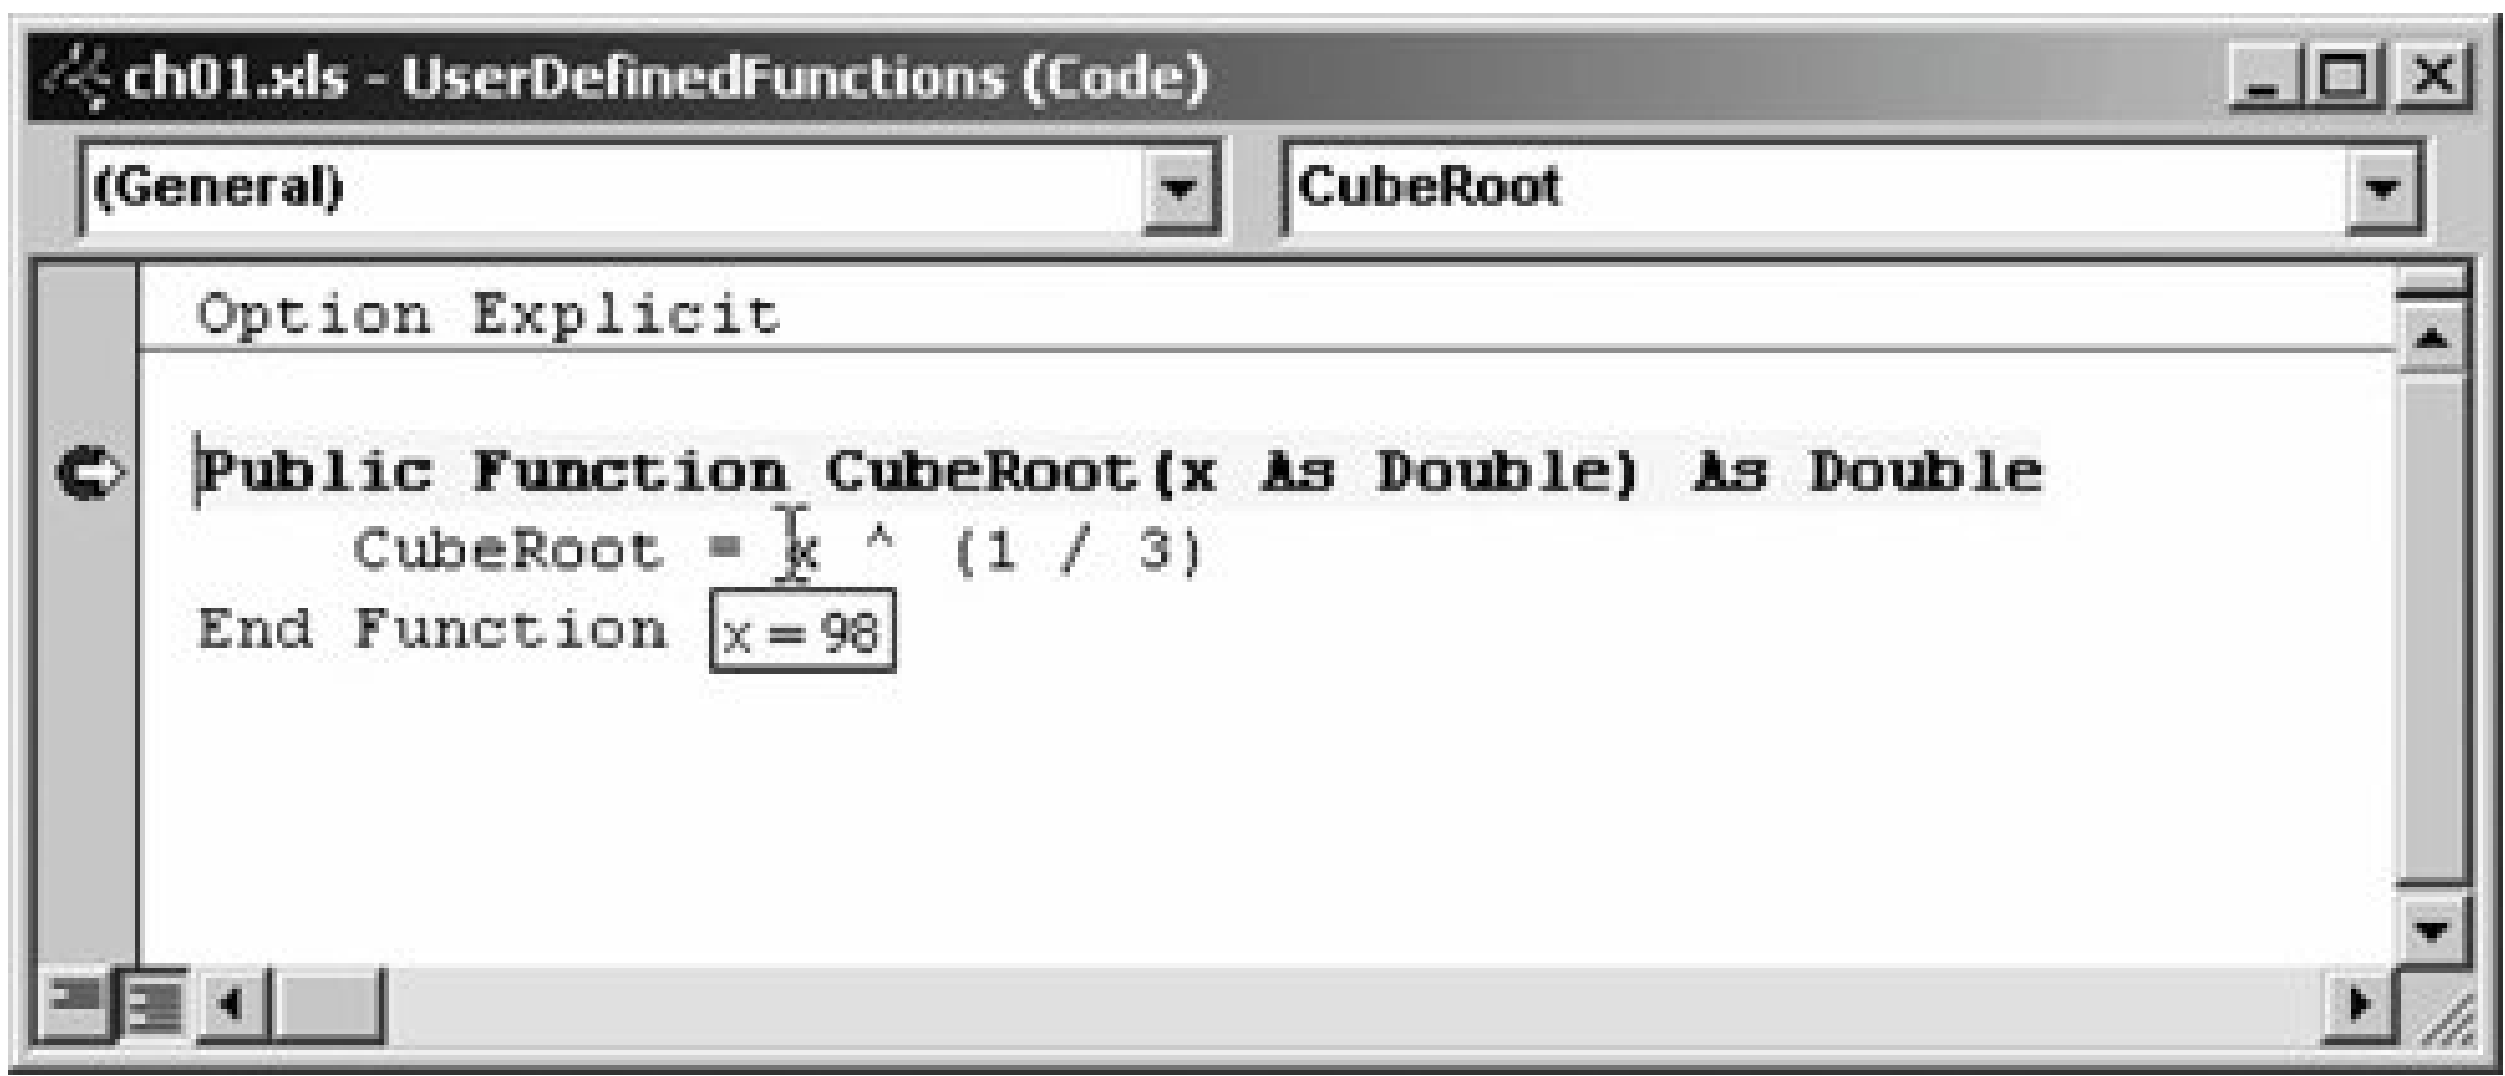 ch01.xls - UserDefinedFunctions (Code)
(General) CubeRoot
Option Explicit
Public Function CubeRoot(x As Double) As Double
CubeRoot = x ^ (1 / 3)
End Function
x = 98